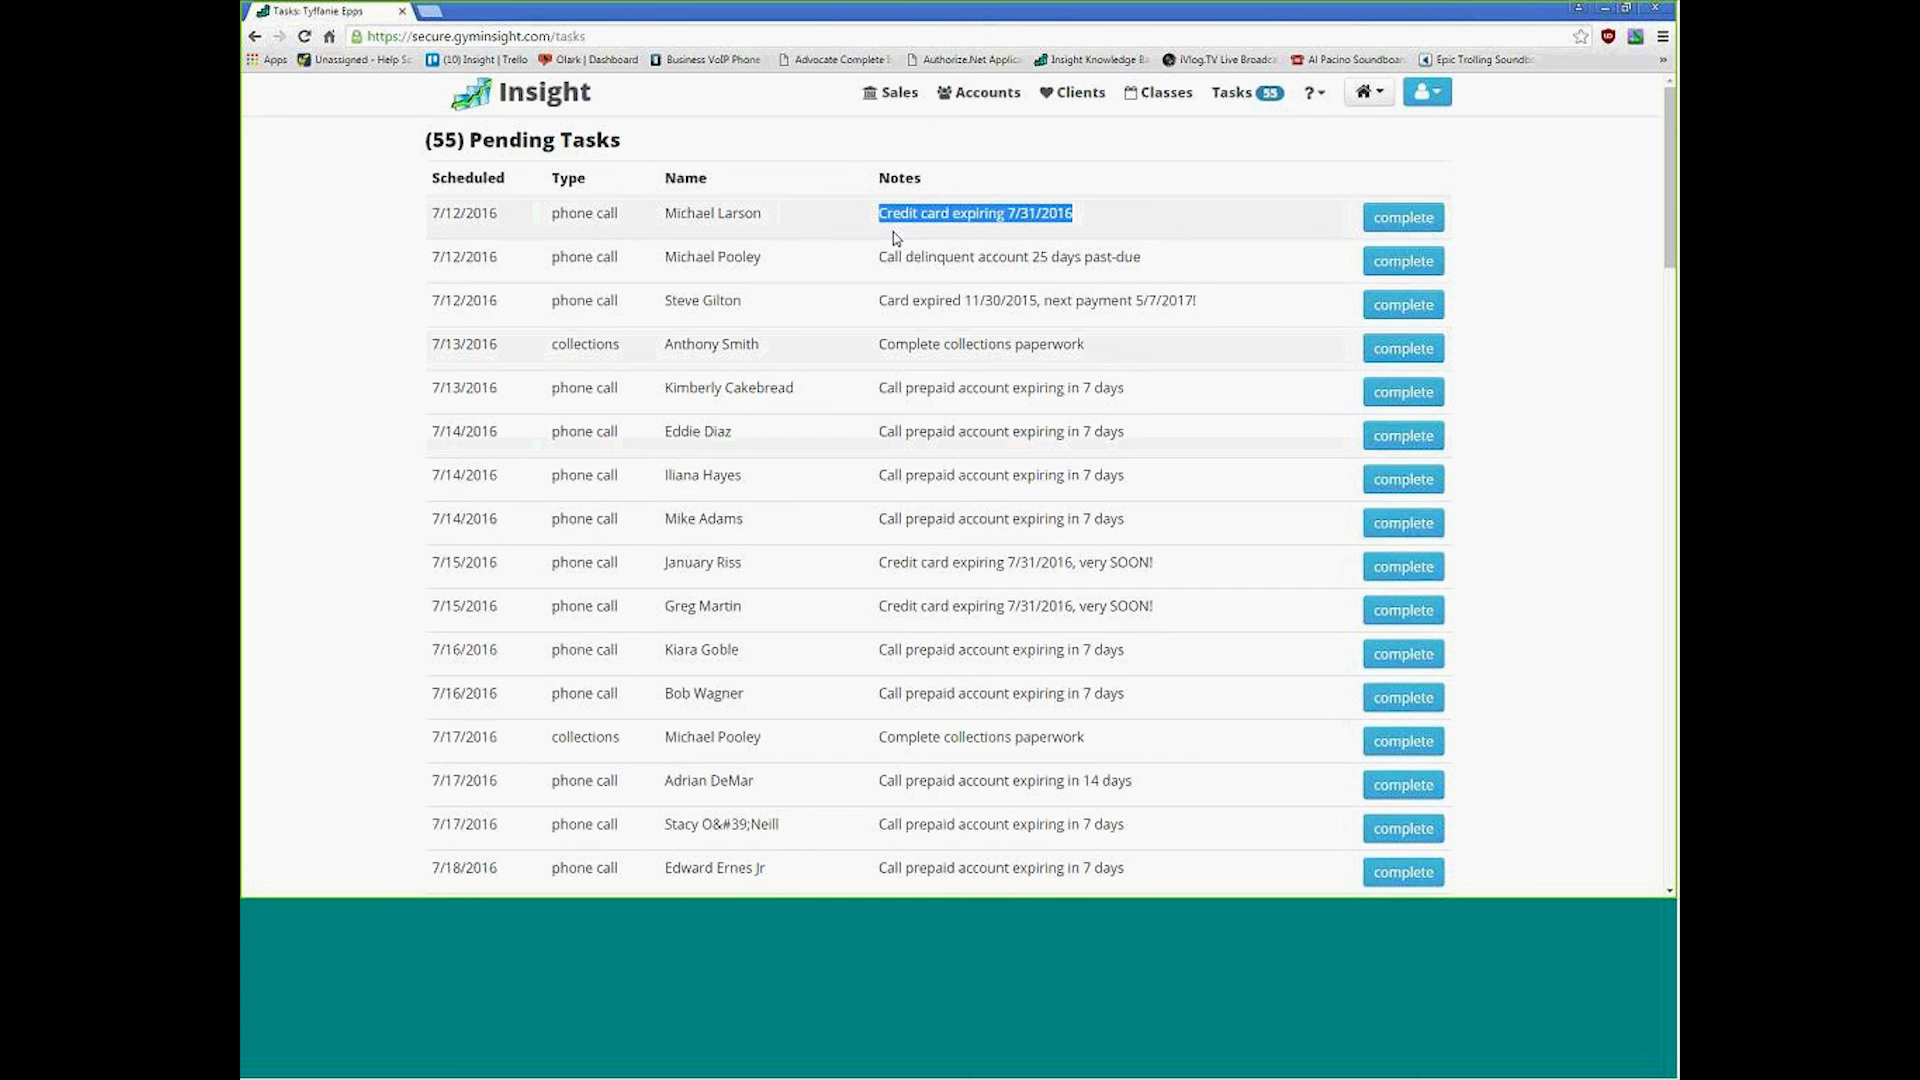 Tasks: Tyffanie Epps
https://secure.gyminsight.com/tasks
Apps Unassigned - Help Sc (10) Insight | Trello Olark | Dashboard Business VoIP Phone Advocate Complete Authorize.Net Applic Insight Knowledge B iVlog.TV Live Broadca Al Pacino Soundboar Epic Trolling Soundb »
Insight Sales Accounts Clients Classes Tasks 55 ?
(55) Pending Tasks
Scheduled Type Name Notes
7/12/2016 phone call Michael Larson Credit card expiring 7/31/2016 complete
7/12/2016 phone call Michael Pooley Call delinquent account 25 days past-due complete
7/12/2016 phone call Steve Gilton Card expired 11/30/2015, next payment 5/7/2017! complete
7/13/2016 collections Anthony Smith Complete collections paperwork complete
7/13/2016 phone call Kimberly Cakebread Call prepaid account expiring in 7 days complete
7/14/2016 phone call Eddie Diaz Call prepaid account expiring in 7 days complete
7/14/2016 phone call Iliana Hayes Call prepaid account expiring in 7 days complete
7/14/2016 phone call Mike Adams Call prepaid account expiring in 7 days complete
7/15/2016 phone call January Riss Credit card expiring 7/31/2016, very SOON! complete
7/15/2016 phone call Greg Martin Credit card expiring 7/31/2016, very SOON! complete
7/16/2016 phone call Kiara Goble Call prepaid account expiring in 7 days complete
7/16/2016 phone call Bob Wagner Call prepaid account expiring in 7 days complete
7/17/2016 collections Michael Pooley Complete collections paperwork complete
7/17/2016 phone call Adrian DeMar Call prepaid account expiring in 14 days complete
7/17/2016 phone call Stacy O&#39;Neill Call prepaid account expiring in 7 days complete
7/18/2016 phone call Edward Ernes Jr Call prepaid account expiring in 7 days complete